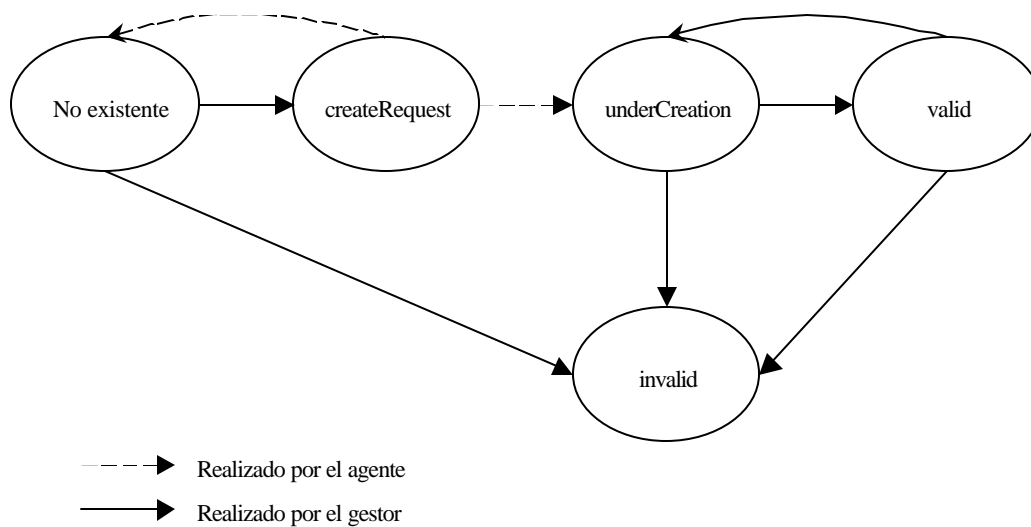 No existente
createRequest
underCreation
valid
invalid
Realizado por el agente
Realizado por el gestor